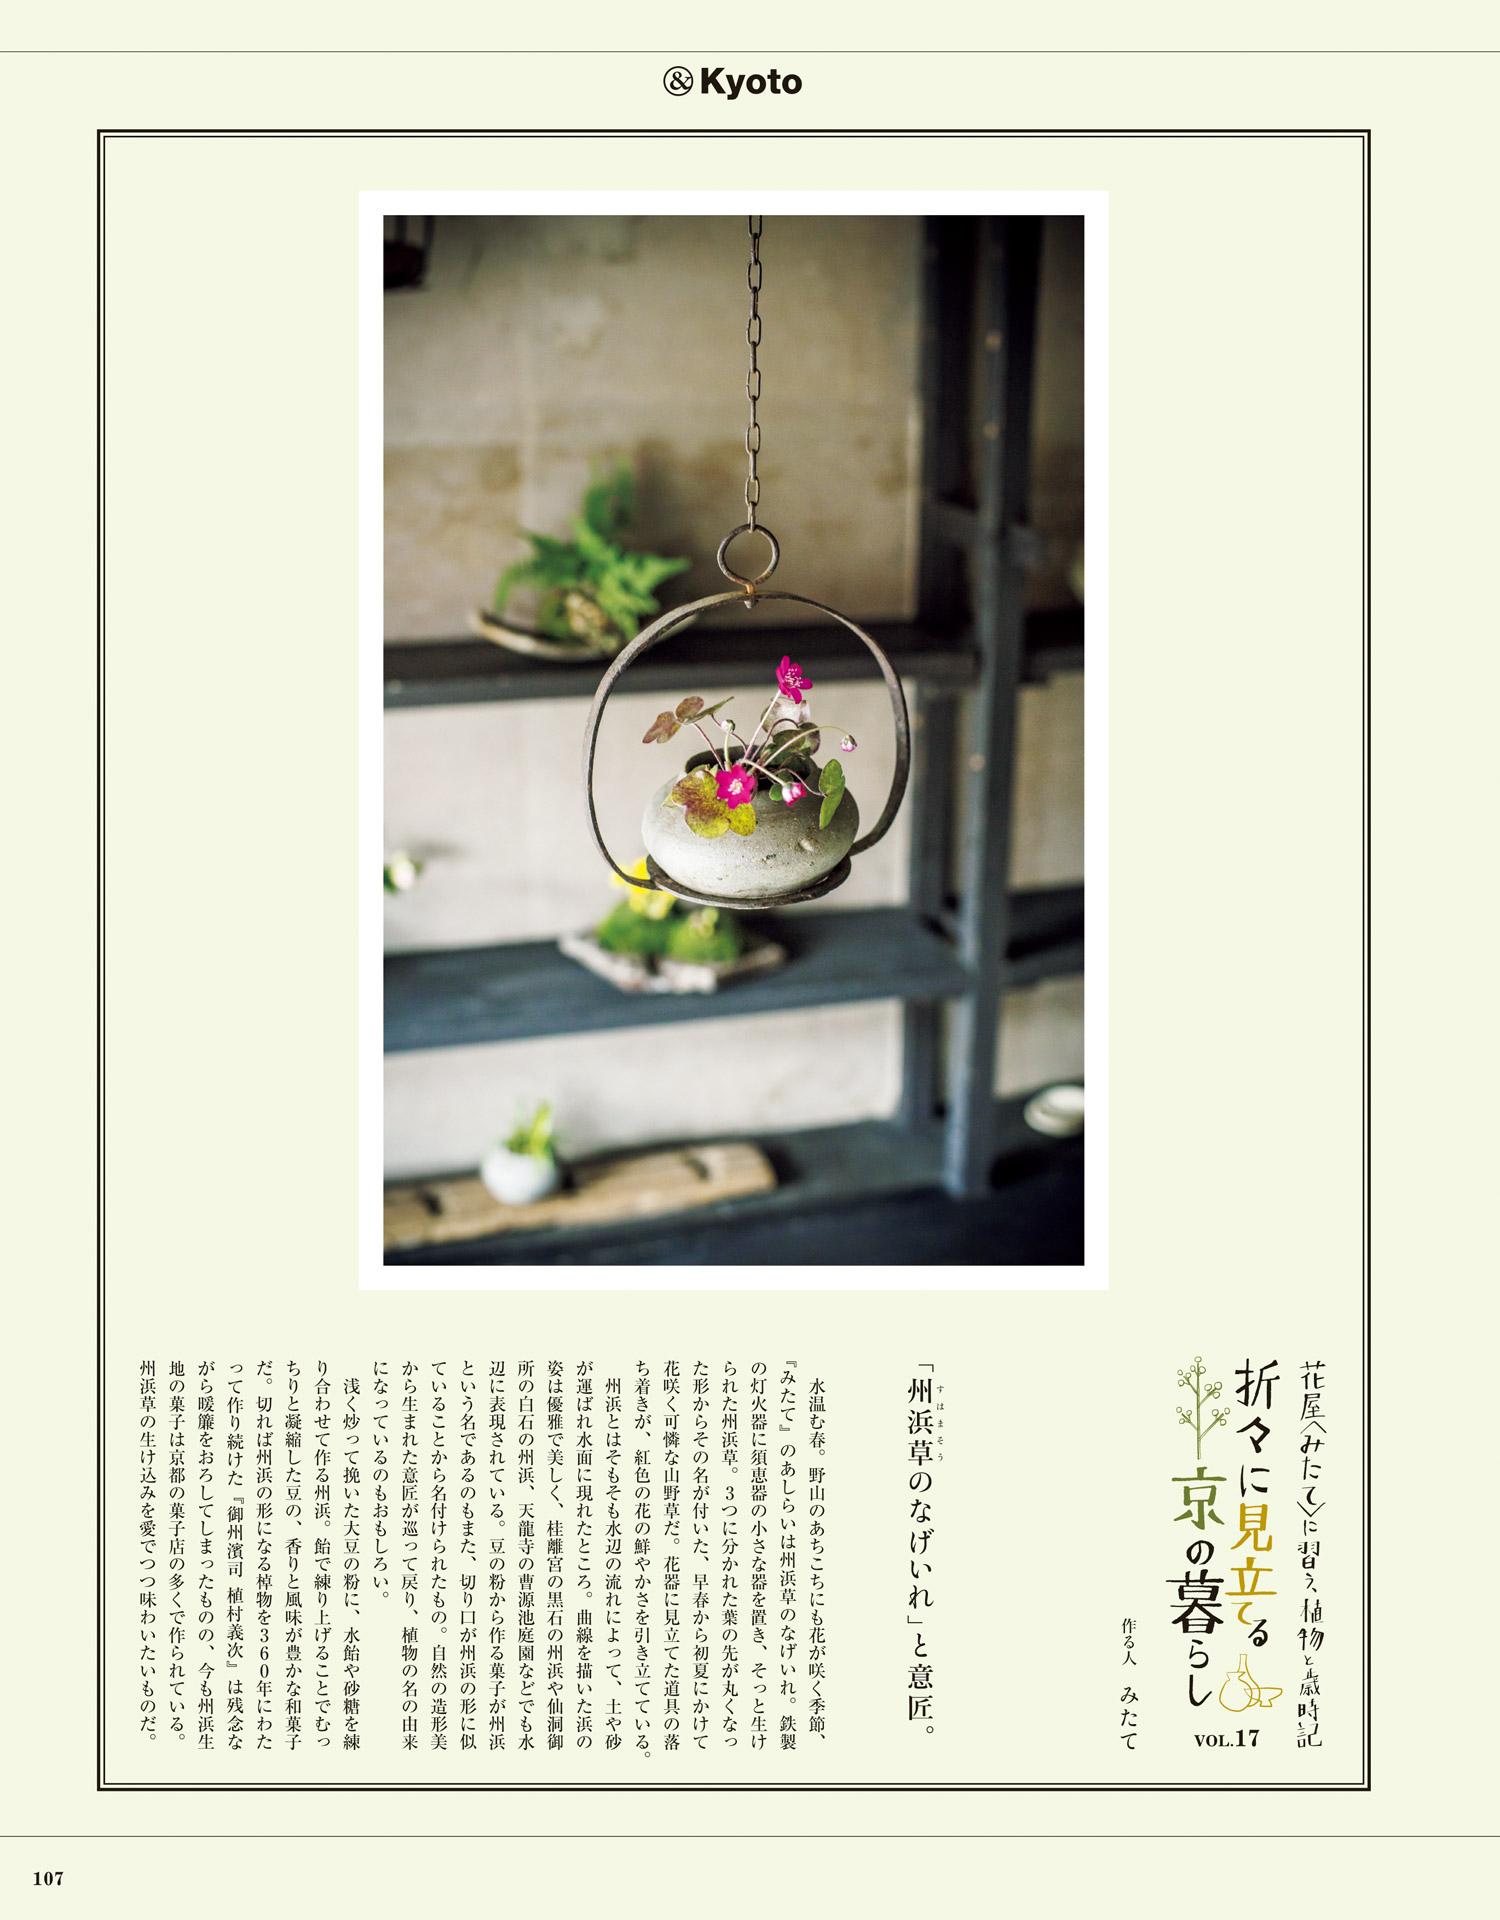 &Kyoto
花屋〈みたて〉に習う、植物と歳時記
折々に見立てる
京の暮らし
VOL.17
作る人 みたて
「州浜草のなげいれ」と意匠。
すはまそう
水温む春。野山のあちこちにも花が咲く季節、
『みたて』のあしらいは州浜草のなげいれ。鉄製
の灯火器に須恵器の小さな器を置き、そっと生け
られた州浜草。3つに分かれた葉の先が丸くなっ
た形からその名が付いた、早春から初夏にかけて
花咲く可憐な山野草だ。花器に見立てた道具の落
ち着きが、紅色の花の鮮やかさを引き立てている。
州浜とはそもそも水辺の流れによって、土や砂
が運ばれ水面に現れたところ。曲線を描いた浜の
姿は優雅で美しく、桂離宮の黒石の州浜や仙洞御
所の白石の州浜、天龍寺の曹源池庭園などでも水
辺に表現されている。豆の粉から作る菓子が州浜
という名であるのもまた、切り口が州浜の形に似
ていることから名付けられたもの。自然の造形美
から生まれた意匠が巡って戻り、植物の名の由来
になっているのもおもしろい。
浅く炒って挽いた大豆の粉に、水飴や砂糖を練
り合わせて作る州浜。飴で練り上げることでむっ
ちりと凝縮した豆の、香りと風味が豊かな和菓子
だ。切れば州浜の形になる棹物を360年にわた
って作り続けた『御州濱司 植村義次』は残念な
がら暖簾をおろしてしまったものの、今も州浜生
地の菓子は京都の菓子店の多くで作られている。
州浜草の生け込みを愛でつつ味わいたいものだ。
107